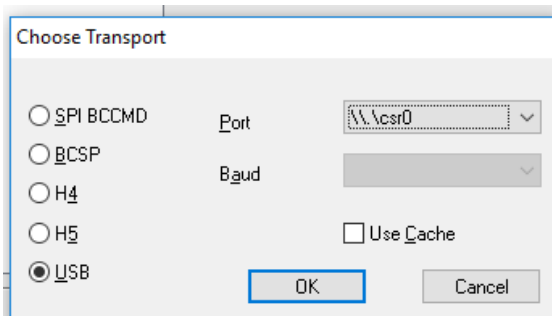 Choose Transport
SPI BCCMD
BCSP
H4
H5
USB
Port
\\.\csr0
Baud
Use Cache
OK
Cancel